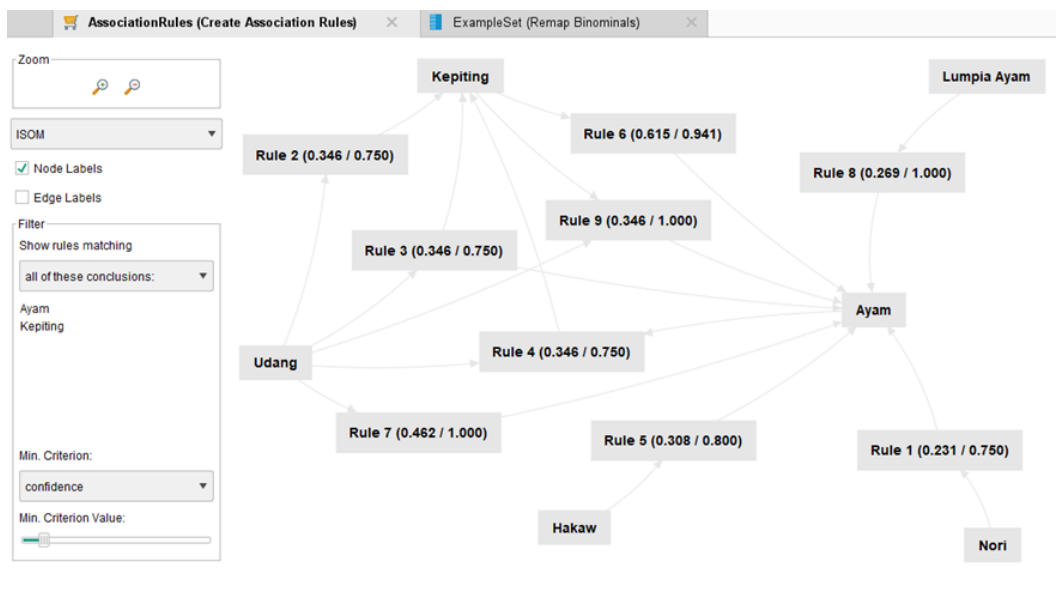 AssociationRules (Create Association Rules)
ExampleSet (Remap Binominals)
Zoom
ISOM
Node Labels
Edge Labels
Filter
Show rules matching
all of these conclusions:
Ayam
Kepiting
Min. Criterion:
confidence
Min. Criterion Value:
Kepiting
Lumpia Ayam
Rule 6 (0.615 / 0.941)
Rule 2 (0.346 / 0.750)
Rule 8 (0.269 / 1.000)
Rule 9 (0.346 / 1.000)
Rule 3 (0.346 / 0.750)
Ayam
Rule 4 (0.346 / 0.750)
Udang
Rule 7 (0.462 / 1.000)
Rule 5 (0.308 / 0.800)
Rule 1 (0.231 / 0.750)
Hakaw
Nori